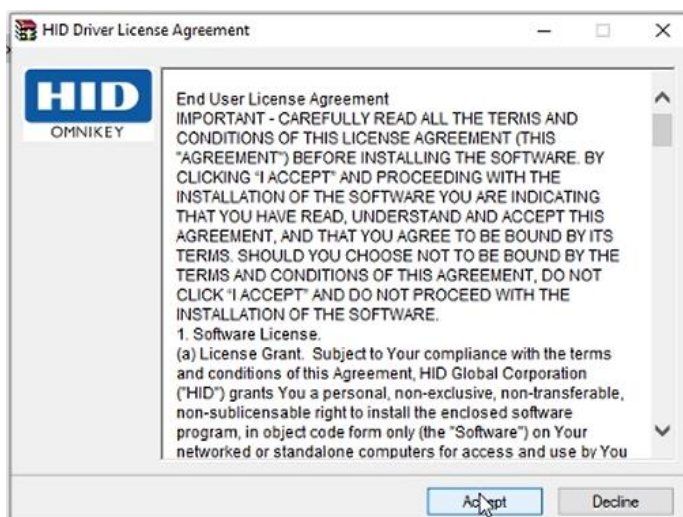 HID Driver License Agreement
HID
OMNIKEY
End User License Agreement
IMPORTANT - CAREFULLY READ ALL THE TERMS AND
CONDITIONS OF THIS LICENSE AGREEMENT (THIS
"AGREEMENT") BEFORE INSTALLING THE SOFTWARE. BY
CLICKING “I ACCEPT” AND PROCEEDING WITH THE
INSTALLATION OF THE SOFTWARE YOU ARE INDICATING
THAT YOU HAVE READ, UNDERSTAND AND ACCEPT THIS
AGREEMENT, AND THAT YOU AGREE TO BE BOUND BY ITS
TERMS. SHOULD YOU CHOOSE NOT TO BE BOUND BY THE
TERMS AND CONDITIONS OF THIS AGREEMENT, DO NOT
CLICK “I ACCEPT” AND DO NOT PROCEED WITH THE
INSTALLATION OF THE SOFTWARE.
1. Software License.
(a) License Grant. Subject to Your compliance with the terms
and conditions of this Agreement, HID Global Corporation
("HID") grants You a personal, non-exclusive, non-transferable,
non-sublicensable right to install the enclosed software
program, in object code form only (the "Software") on Your
networked or standalone computers for access and use by You
Accept
Decline